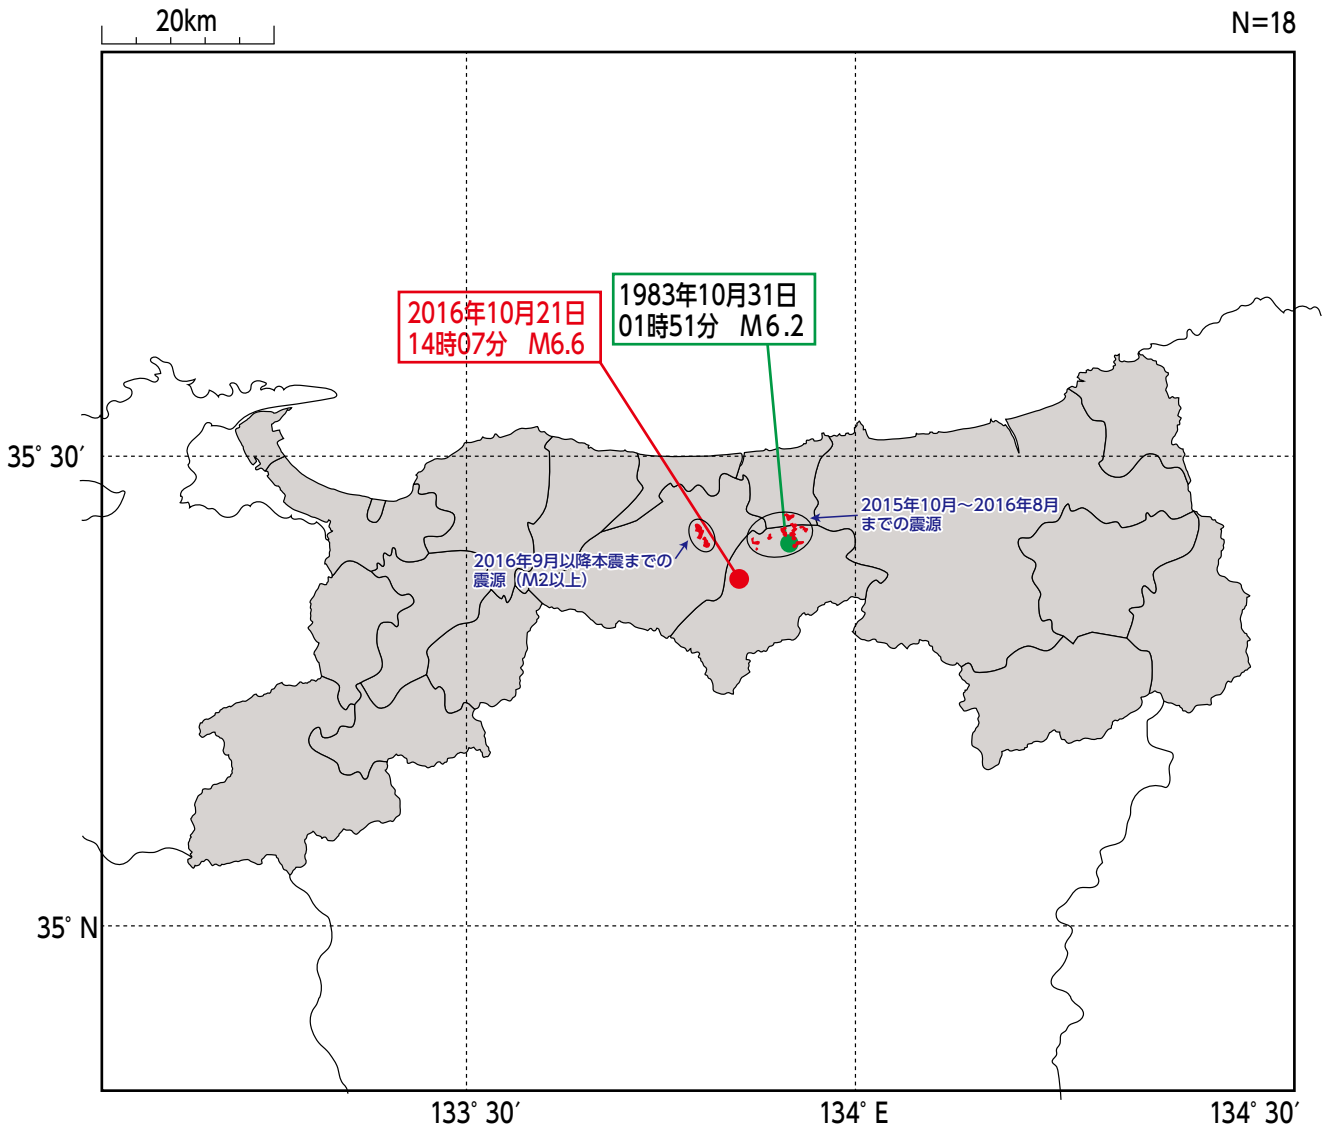 20km
N=18
1983年10月31日
01時51分　M6.2
2016年10月21日
14時07分　M6.6
35° 30′
2015年10月～2016年8月
までの震源
2016年9月以降本震までの
震源（M2以上）
35° N
133° 30′
134° E
134° 30′